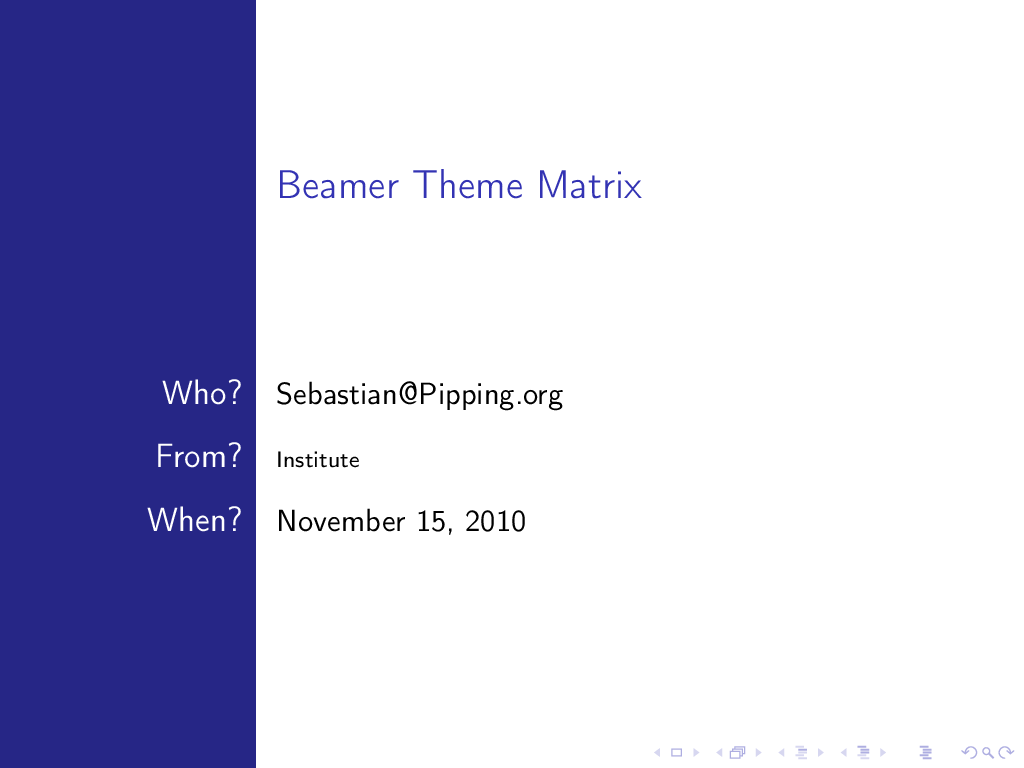 Beamer Theme Matrix
Who? Sebastian@Pipping.org
From? Institute
When? November 15, 2010